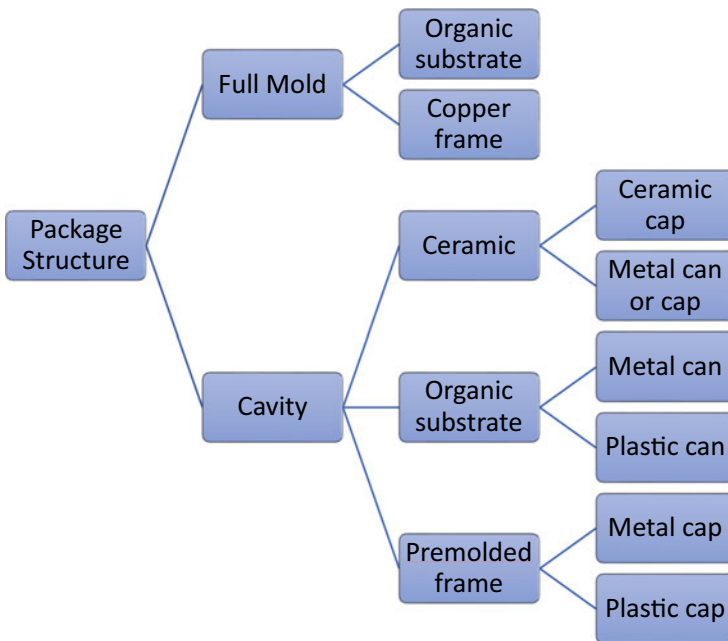 Package
Structure
Full Mold
Organic
substrate
Copper
frame
Cavity
Ceramic
Ceramic
cap
Metal can
or cap
Organic
substrate
Metal can
Plastic can
Premolded
frame
Metal cap
Plastic cap